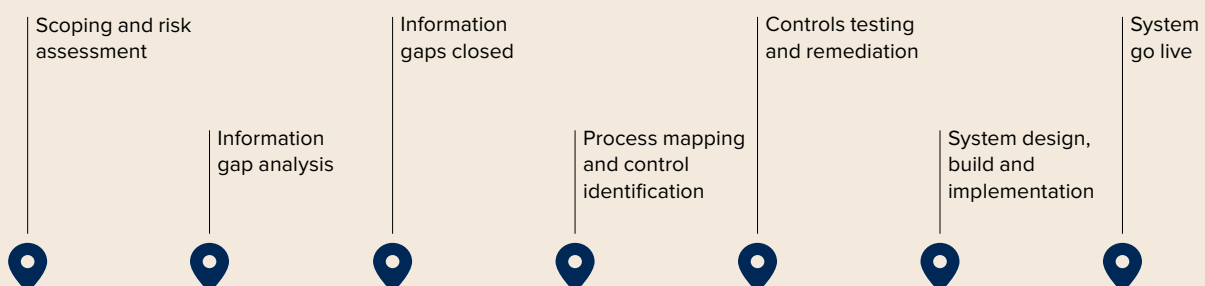 Scoping and risk
assessment
Information
gap analysis
Information
gaps closed
Process mapping
and control
identification
Controls testing
and remediation
System design,
build and
implementation
System
go live